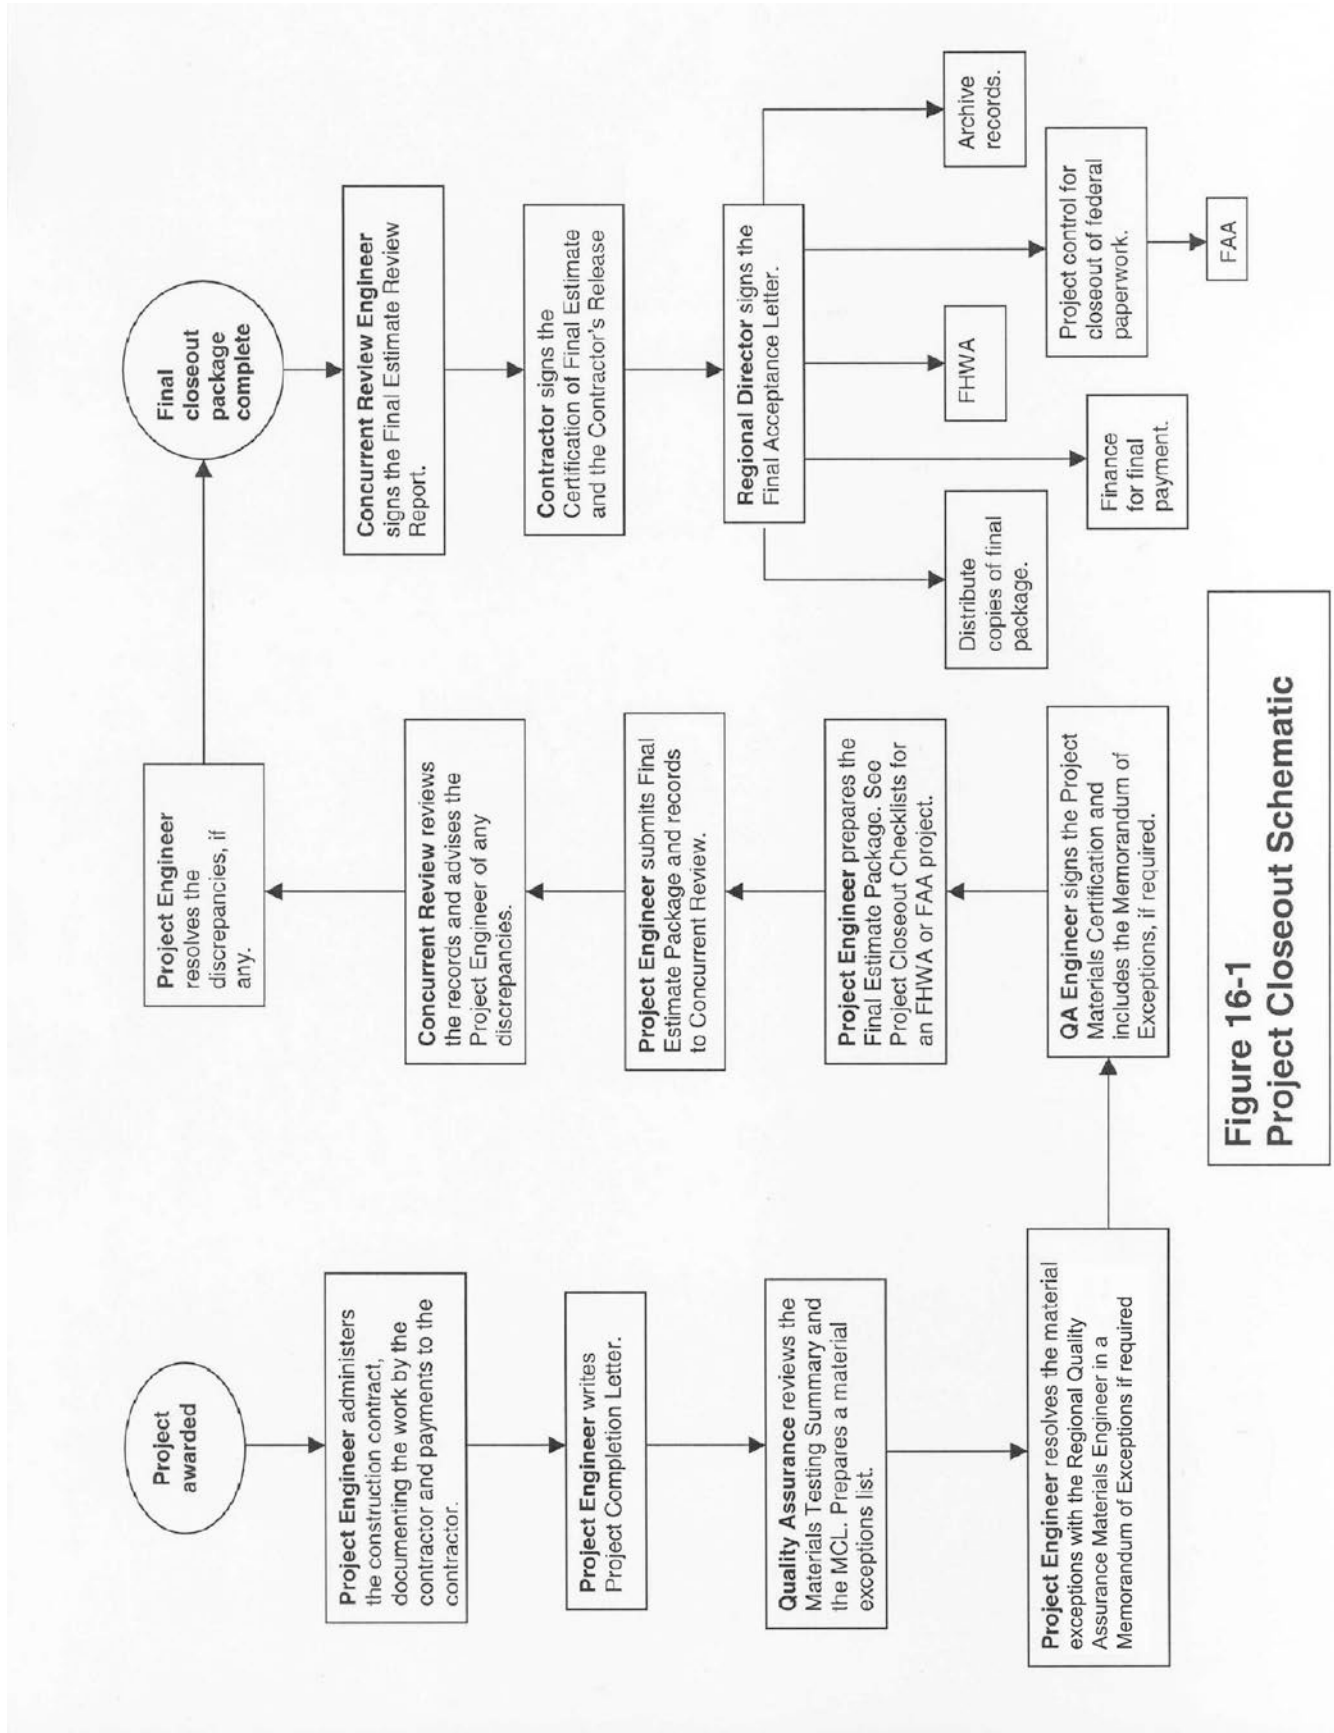 Project
awarded
Project Engineer administers
the construction contract,
documenting the work by the
contractor and payments to the
contractor.
Project Engineer writes
Project Completion Letter.
Quality Assurance reviews the
Materials Testing Summary and
the MCL. Prepares a material
exceptions list.
Project Engineer resolves the material
exceptions with the Regional Quality
Assurance Materials Engineer in a
Memorandum of Exceptions if required
QA Engineer signs the Project
Materials Certification and
includes the Memorandum of
Exceptions, if required.
Project Engineer prepares the
Final Estimate Package. See
Project Closeout Checklists for
an FHWA or FAA project.
Project Engineer submits Final
Estimate Package and records
to Concurrent Review.
Concurrent Review reviews
the records and advises the
Project Engineer of any
discrepancies.
Project Engineer
resolves the
discrepancies, if
any.
Final
closeout
package
complete
Concurrent Review Engineer
signs the Final Estimate Review
Report.
Contractor signs the
Certification of Final Estimate
and the Contractor's Release
Regional Director signs the
Final Acceptance Letter.
Distribute
copies of final
package.
Finance
for final
payment.
FHWA
Project control for
closeout of federal
paperwork.
FAA
Archive
records.
Figure 16-1
Project Closeout Schematic